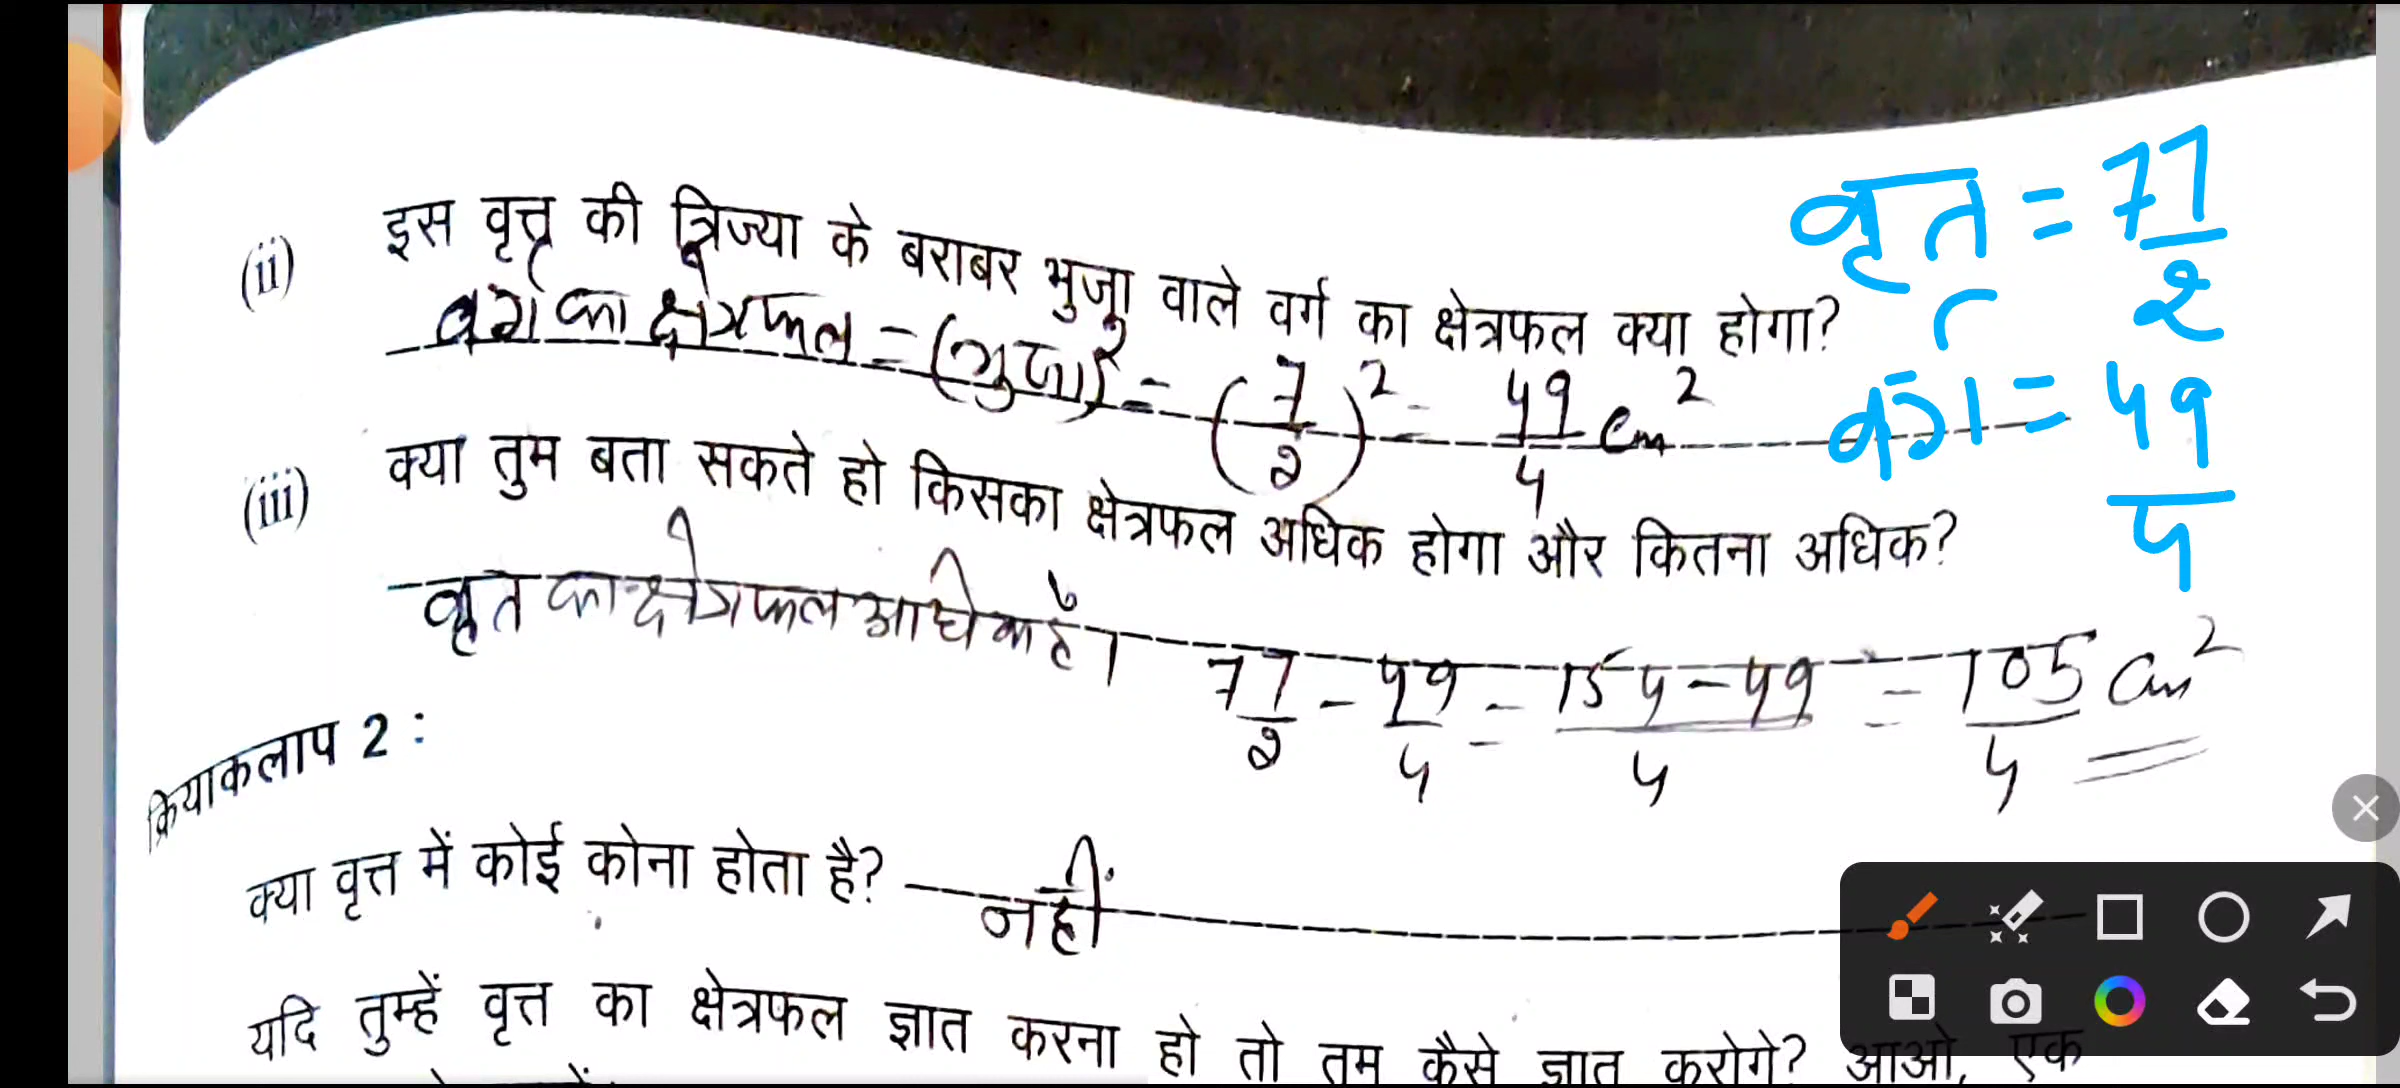 (ii) इस वृत्त की त्रिज्या के बराबर भुजा वाले वर्ग का क्षेत्रफल क्या होगा?
वर्ग का क्षेत्रफल = (भुजा)² = (7/2)² = 49/4 cm²
वृत = 77/2
वर्ग = 49/4
(iii) क्या तुम बता सकते हो किसका क्षेत्रफल अधिक होगा और कितना अधिक?
वृत का क्षेत्रफल अधिक है। 77/2 - 49/4 = 154-49/4 = 105/4 cm²
क्रियाकलाप 2 :
क्या वृत्त में कोई कोना होता है? नहीं
यदि तुम्हें वृत्त का क्षेत्रफल ज्ञात करना हो तो तुम कैसे ज्ञात करोगे? आओ, एक